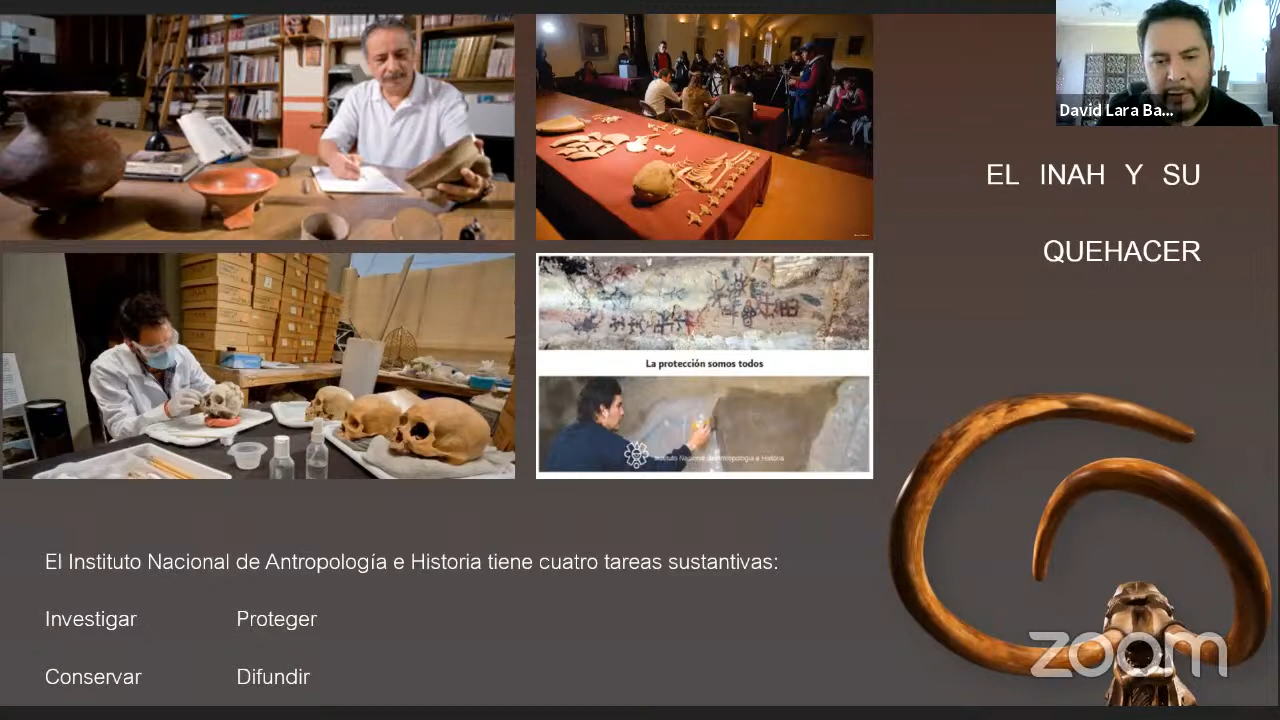 David Lara Ba...
EL INAH Y SU
QUEHACER
La protección somos todos
Instituto Nacional de Antropología e Historia
El Instituto Nacional de Antropología e Historia tiene cuatro tareas sustantivas:
Investigar Proteger
Conservar Difundir
zoom